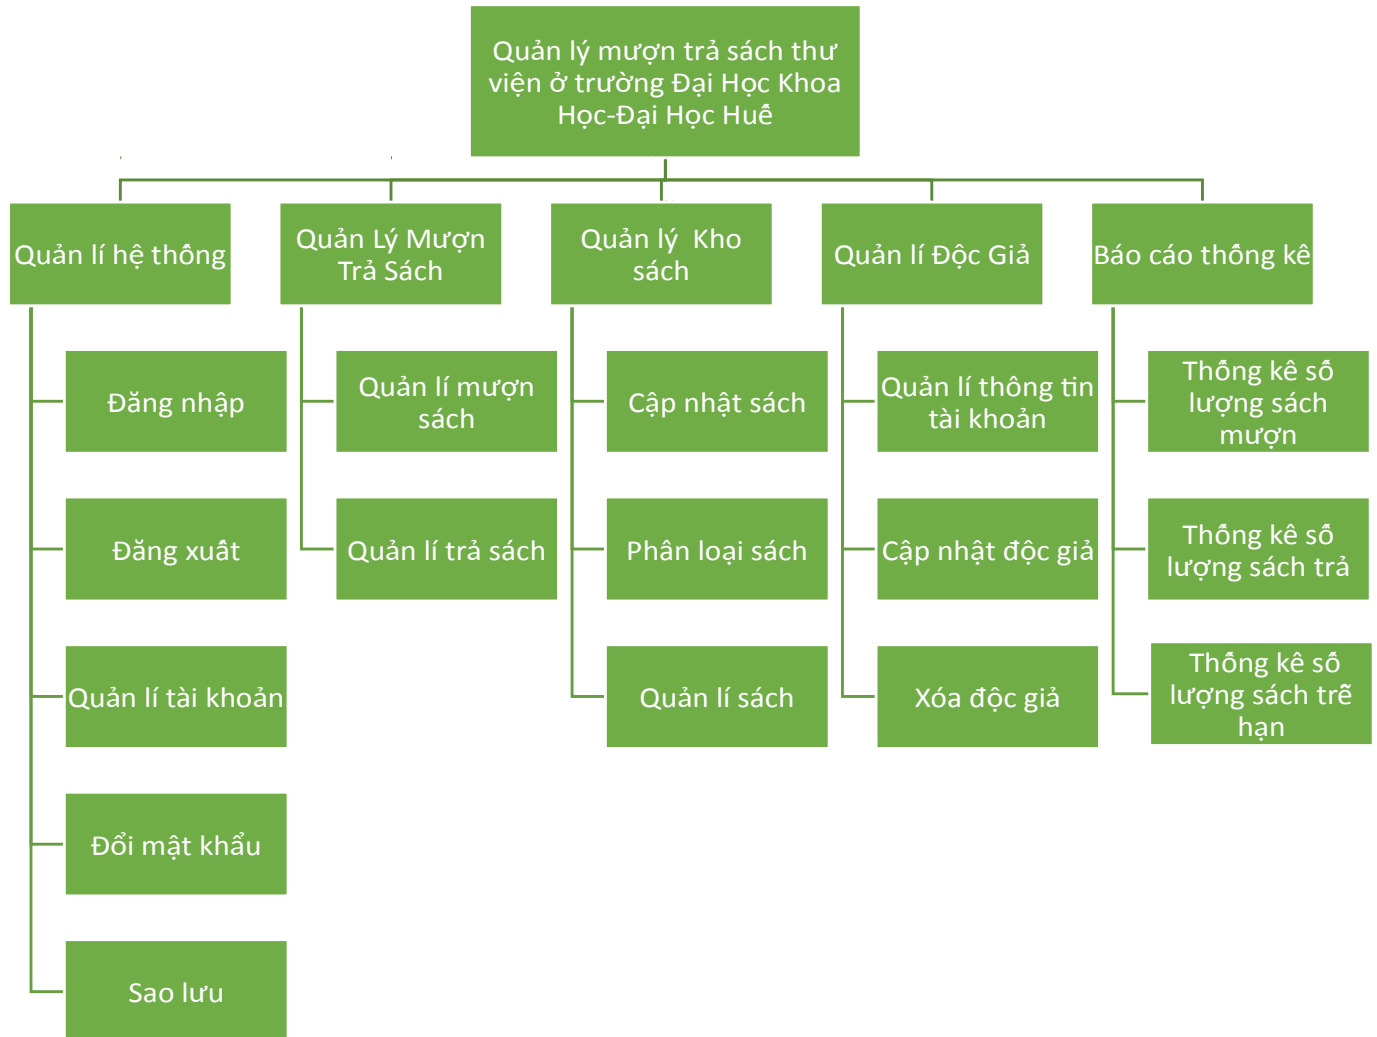 Quản lý mượn trả sách thư
viện ở trường Đại Học Khoa
Học-Đại Học Huế
Quản lí hệ thống
Quản Lý Mượn
Trả Sách
Quản lý  Kho
sách
Quản lí Độc Giả
Báo cáo thống kê
Đăng nhập
Đăng xuất
Quản lí tài khoản
Đổi mật khẩu
Sao lưu
Quản lí mượn
sách
Quản lí trả sách
Cập nhật sách
Phân loại sách
Quản lí sách
Quản lí thông tin
tài khoản
Cập nhật độc giả
Xóa độc giả
Thống kê số
lượng sách
mượn
Thống kê số
lượng sách trả
Thống kê số
lượng sách trễ
hạn